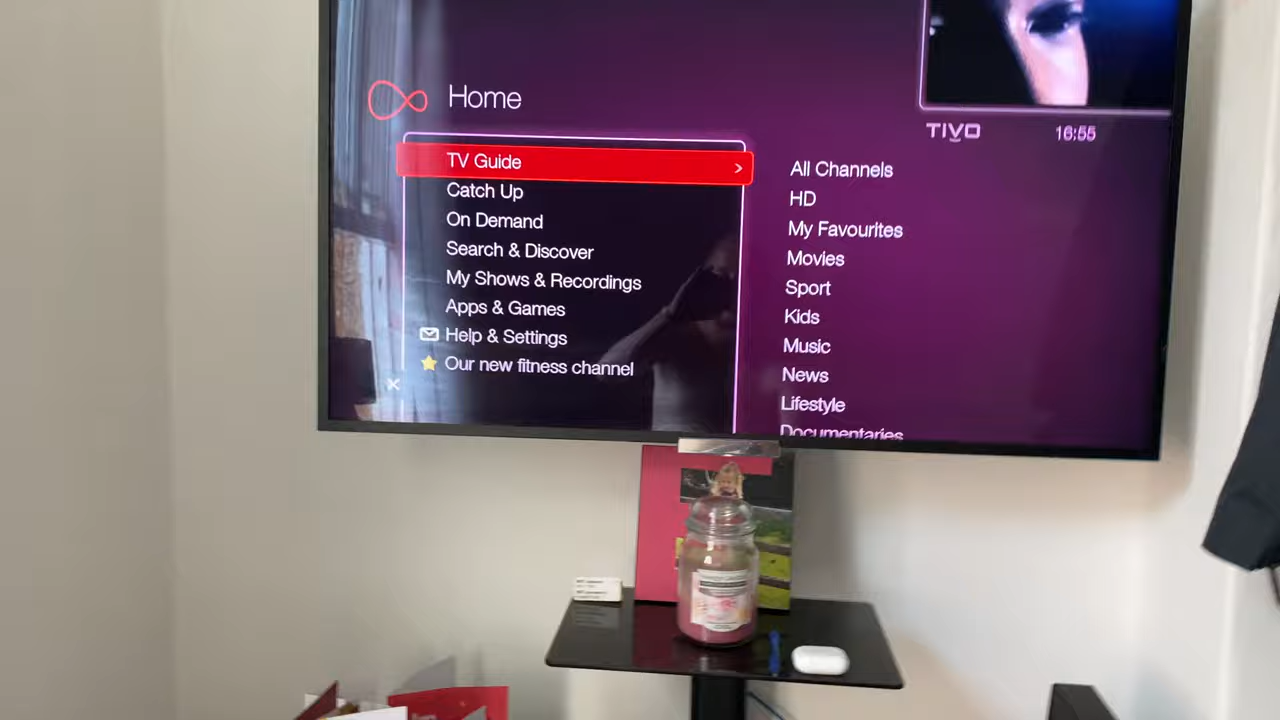 Home
TIVO
16:55
TV Guide
Catch Up
On Demand
Search & Discover
My Shows & Recordings
Apps & Games
Help & Settings
Our new fitness channel
All Channels
HD
My Favourites
Movies
Sport
Kids
Music
News
Lifestyle
Documentaries